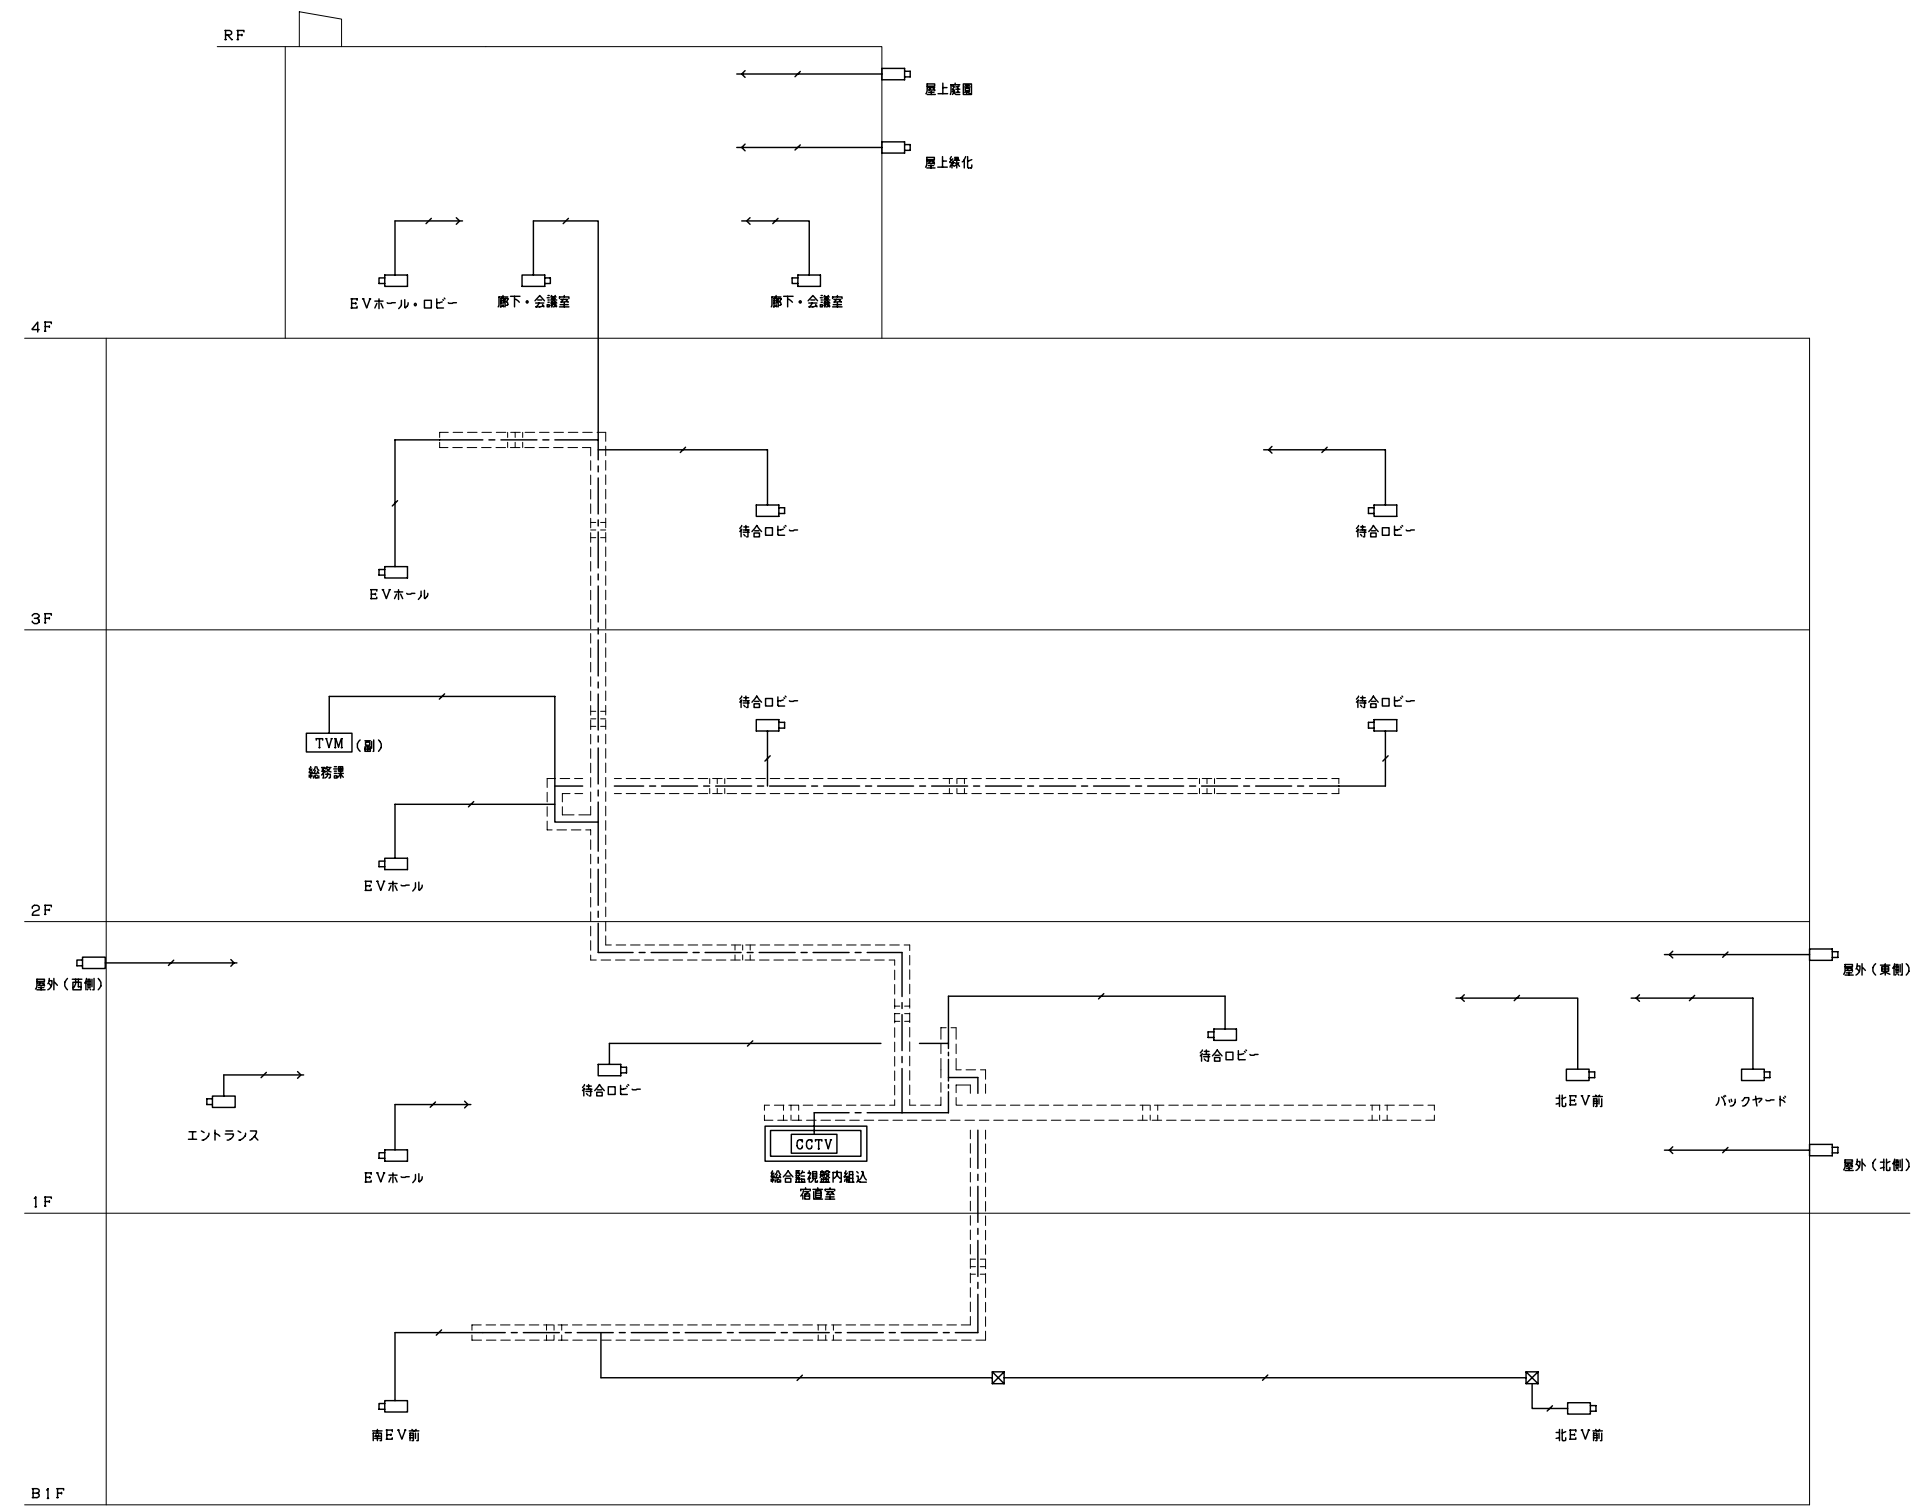 ＲＦ
屋上庭園
屋上緑化
ＥＶホール・ロビー
廊下・会議室
廊下・会議室
４Ｆ
待合ロビー
待合ロビー
ＥＶホール
３Ｆ
待合ロビー
待合ロビー
ＴＶＭ（副）
総務課
ＥＶホール
２Ｆ
屋外（西側）
屋外（東側）
待合ロビー
待合ロビー
北ＥＶ前
バックヤード
エントランス
ＥＶホール
ＣＣＴＶ
総合監視盤内組込
宿直室
屋外（北側）
１Ｆ
南ＥＶ前
北ＥＶ前
Ｂ１Ｆ